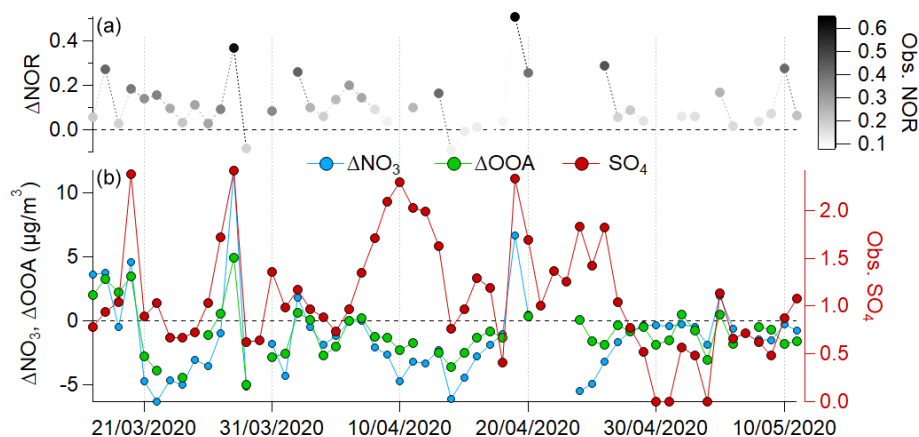 (a)
ΔNOR
0.4
0.2
0.0
0.6
0.5
0.4
0.3
0.2
0.1
Obs. NOR
(b)
ΔNO3 ΔOOA SO4
ΔNO3, ΔOOA (μg/m3)
10
5
0
-5
2.0
1.5
1.0
0.5
0.0
Obs. SO4
21/03/2020 31/03/2020 10/04/2020 20/04/2020 30/04/2020 10/05/2020